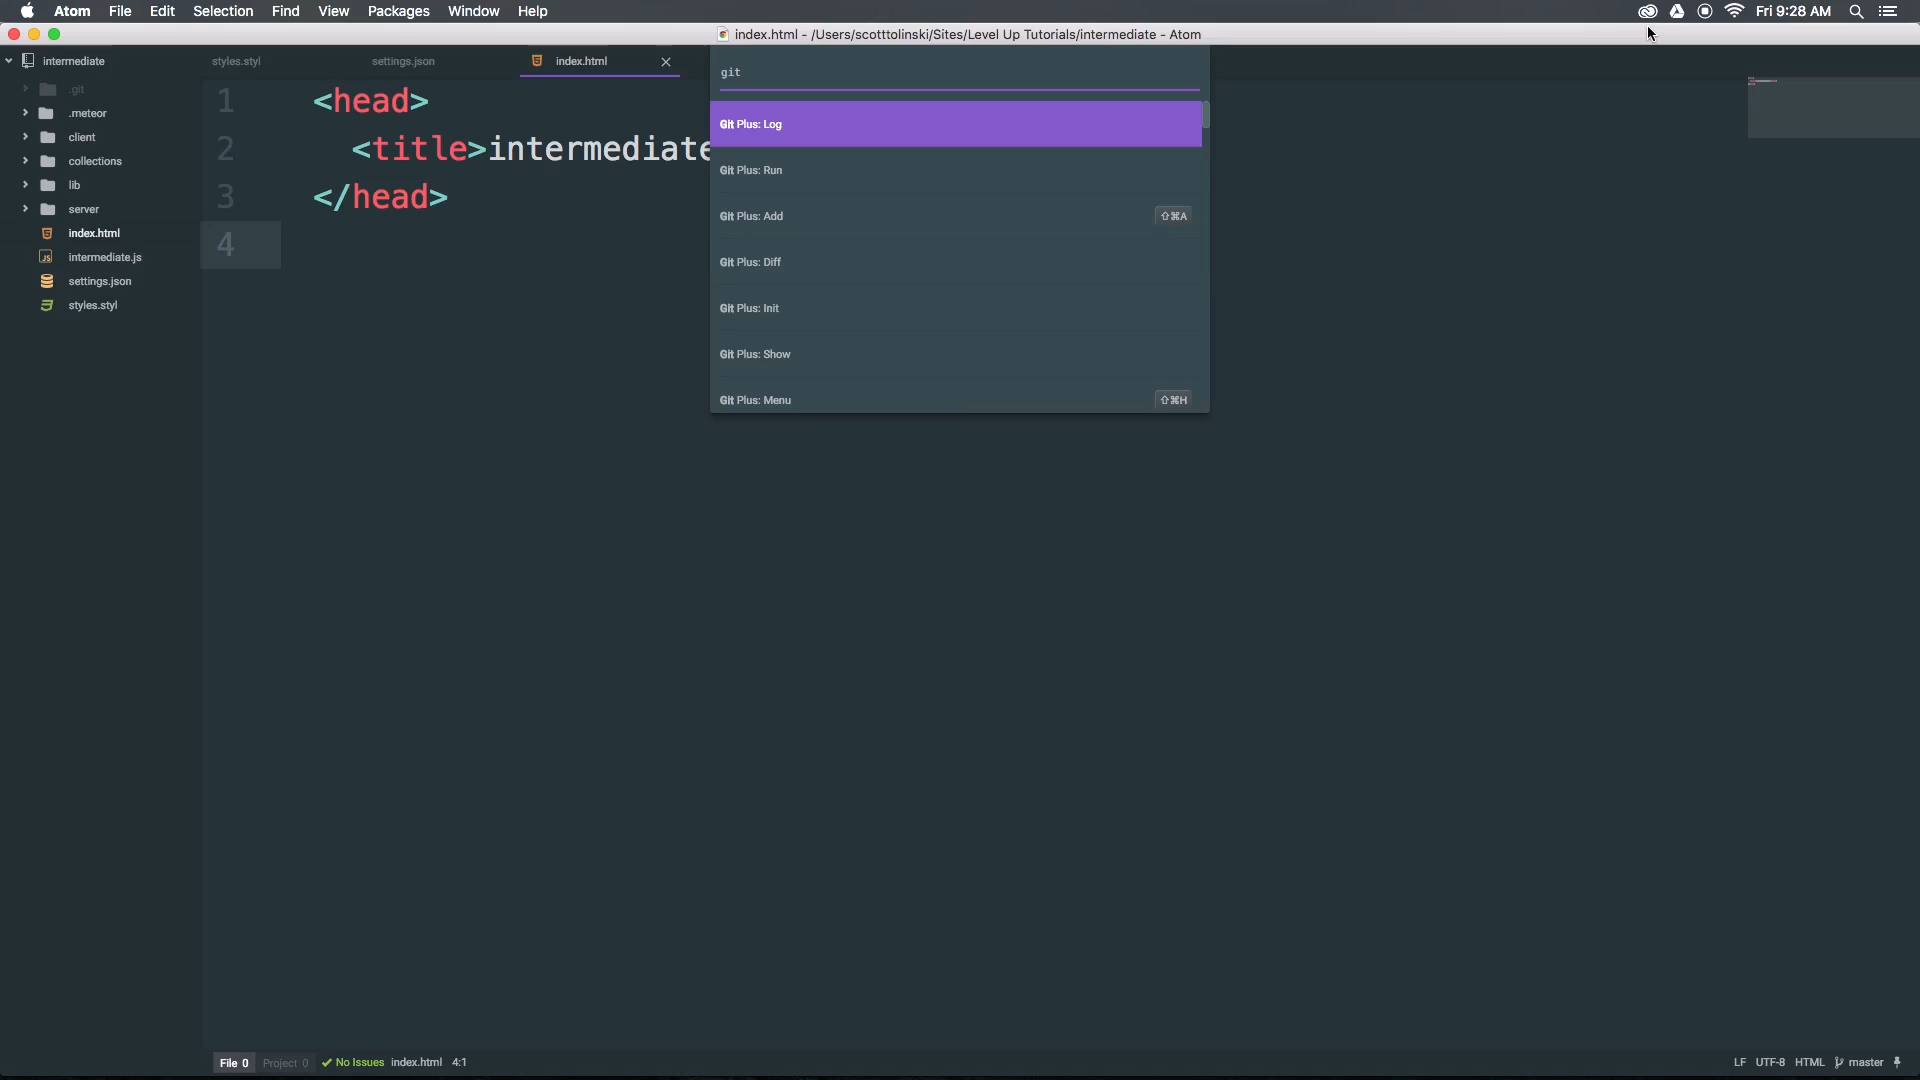 Atom File Edit Selection Find View Packages Window Help Fri 9:28 AM
index.html - /Users/scotttolinski/Sites/Level Up Tutorials/intermediate - Atom
intermediate
.git
.meteor
client
collections
lib
server
index.html
intermediate.js
settings.json
styles.styl
styles.styl settings.json index.html
1 <head>
2 <title>intermediate
3 </head>
4
git
Git Plus: Log
Git Plus: Run
Git Plus: Add ⇧⌘A
Git Plus: Diff
Git Plus: Init
Git Plus: Show
Git Plus: Menu ⇧⌘H
File 0 Project 0 No Issues index.html 4:1 LF UTF-8 HTML master